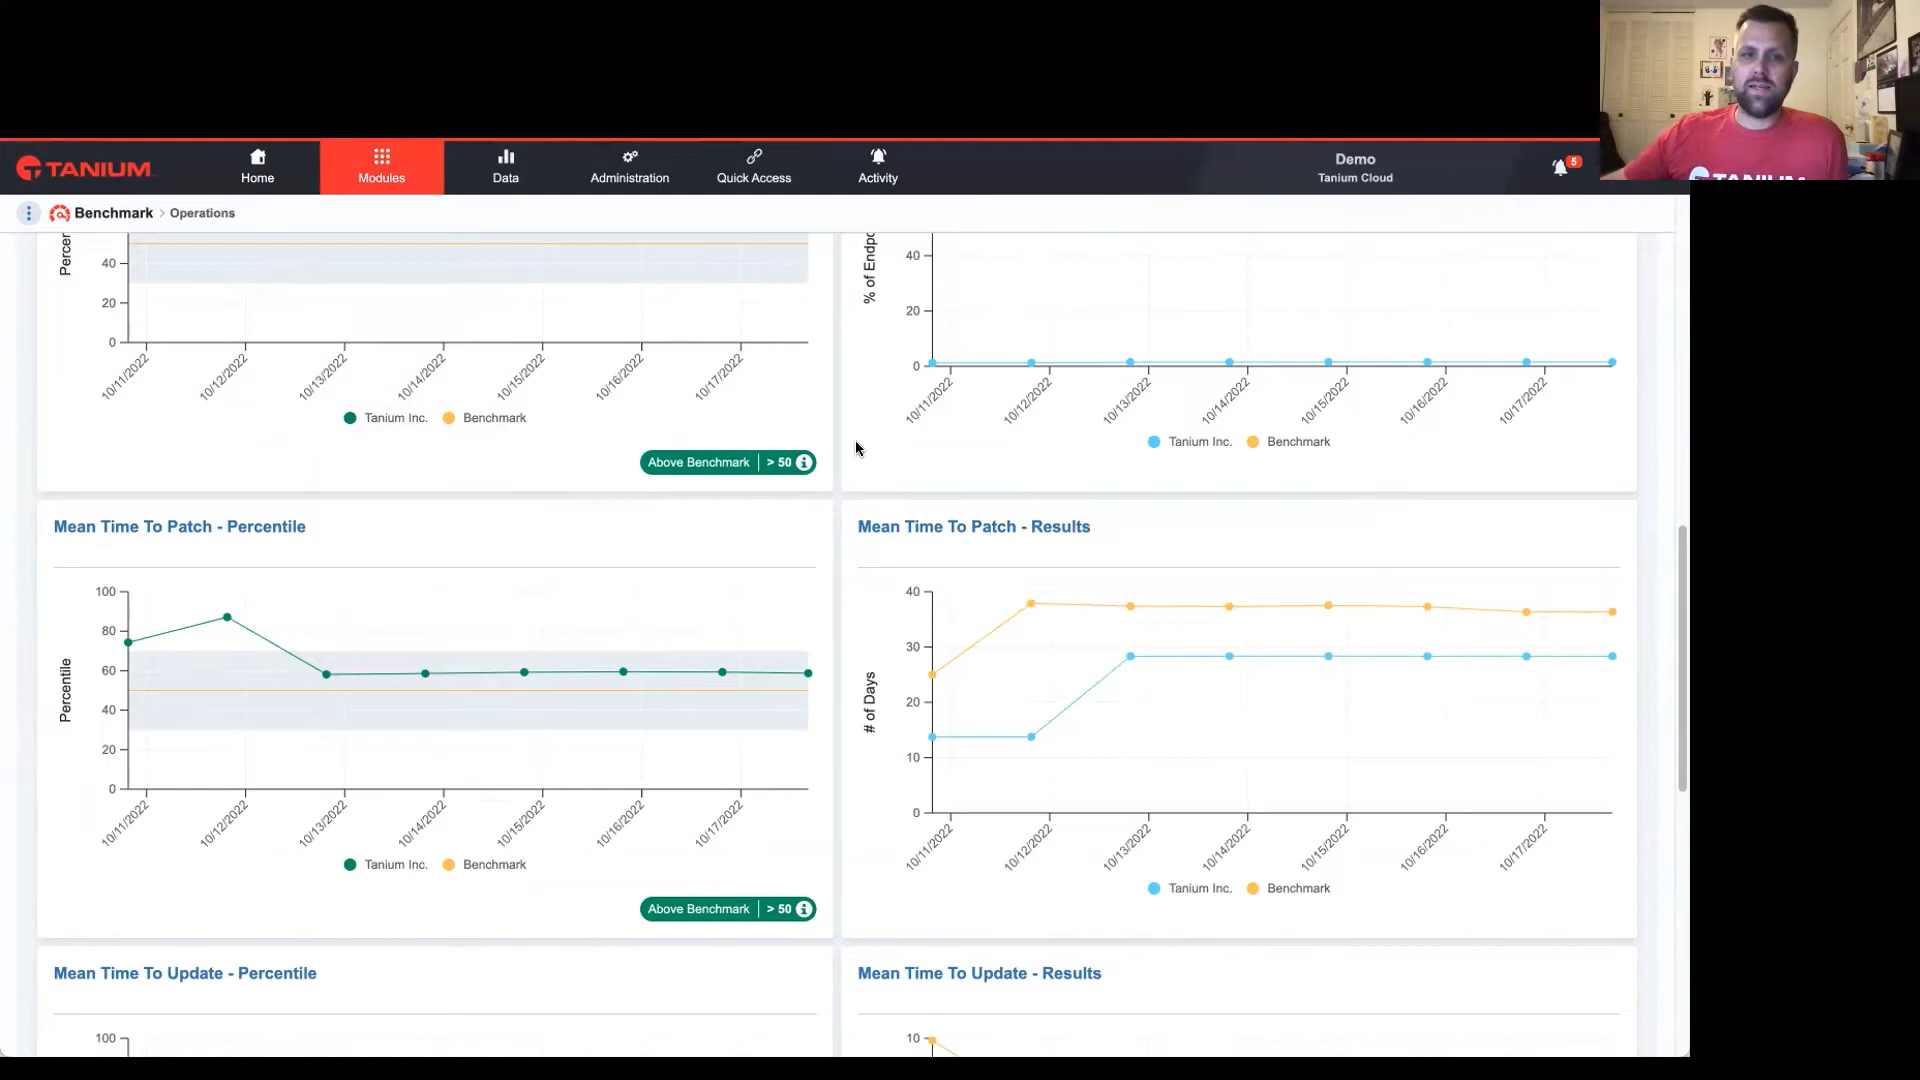 TANIUM
Home
Modules
Data
Administration
Quick Access
Activity
Demo
Tanium Cloud
5
Benchmark > Operations
Percen
40
20
0
10/11/2022
10/12/2022
10/13/2022
10/14/2022
10/15/2022
10/16/2022
10/17/2022
Tanium Inc. Benchmark
Above Benchmark > 50
% of Endpo
40
20
0
10/11/2022
10/12/2022
10/13/2022
10/14/2022
10/15/2022
10/16/2022
10/17/2022
Tanium Inc. Benchmark
Mean Time To Patch - Percentile
Percentile
100
80
60
40
20
0
10/11/2022
10/12/2022
10/13/2022
10/14/2022
10/15/2022
10/16/2022
10/17/2022
Tanium Inc. Benchmark
Above Benchmark > 50
Mean Time To Patch - Results
# of Days
40
30
20
10
0
10/11/2022
10/12/2022
10/13/2022
10/14/2022
10/15/2022
10/16/2022
10/17/2022
Tanium Inc. Benchmark
Mean Time To Update - Percentile
100
Mean Time To Update - Results
10
TANIUM